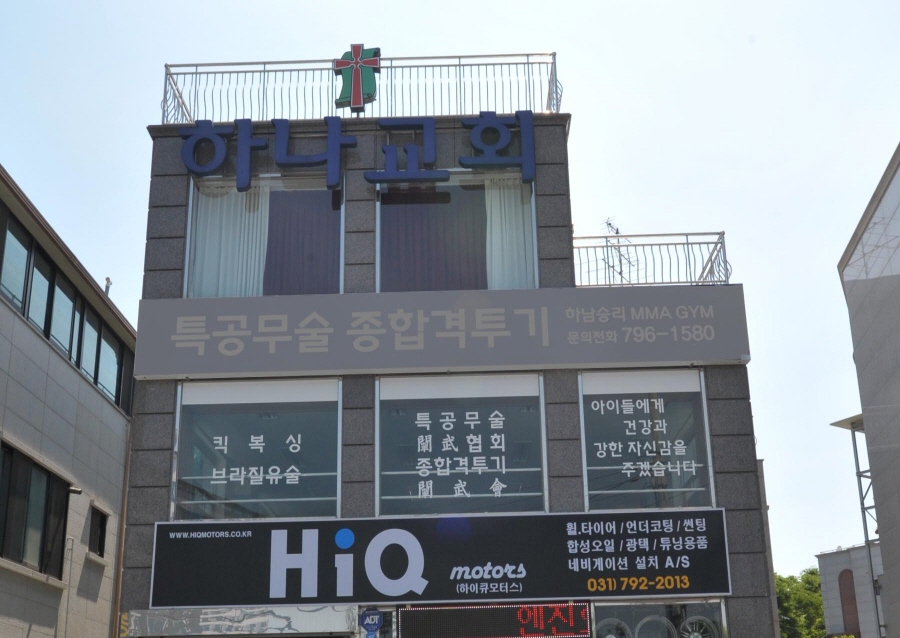 하나교회
특공무술 종합격투기
하남승리 MMA GYM
문의전화 796-1580
킥복싱
브라질유술
특공무술
闌武협회
종합격투기
闌武會
아이들에게
건강과
강한 자신감을
주겠습니다
WWW.HIQMOTORS.CO.KR
HiQ
motors
(하이큐모터스)
휠.타이어/언더코팅/썬팅
합성오일/광택/튜닝용품
네비게이션 설치 A/S
031) 792-2013
ADT
엔진